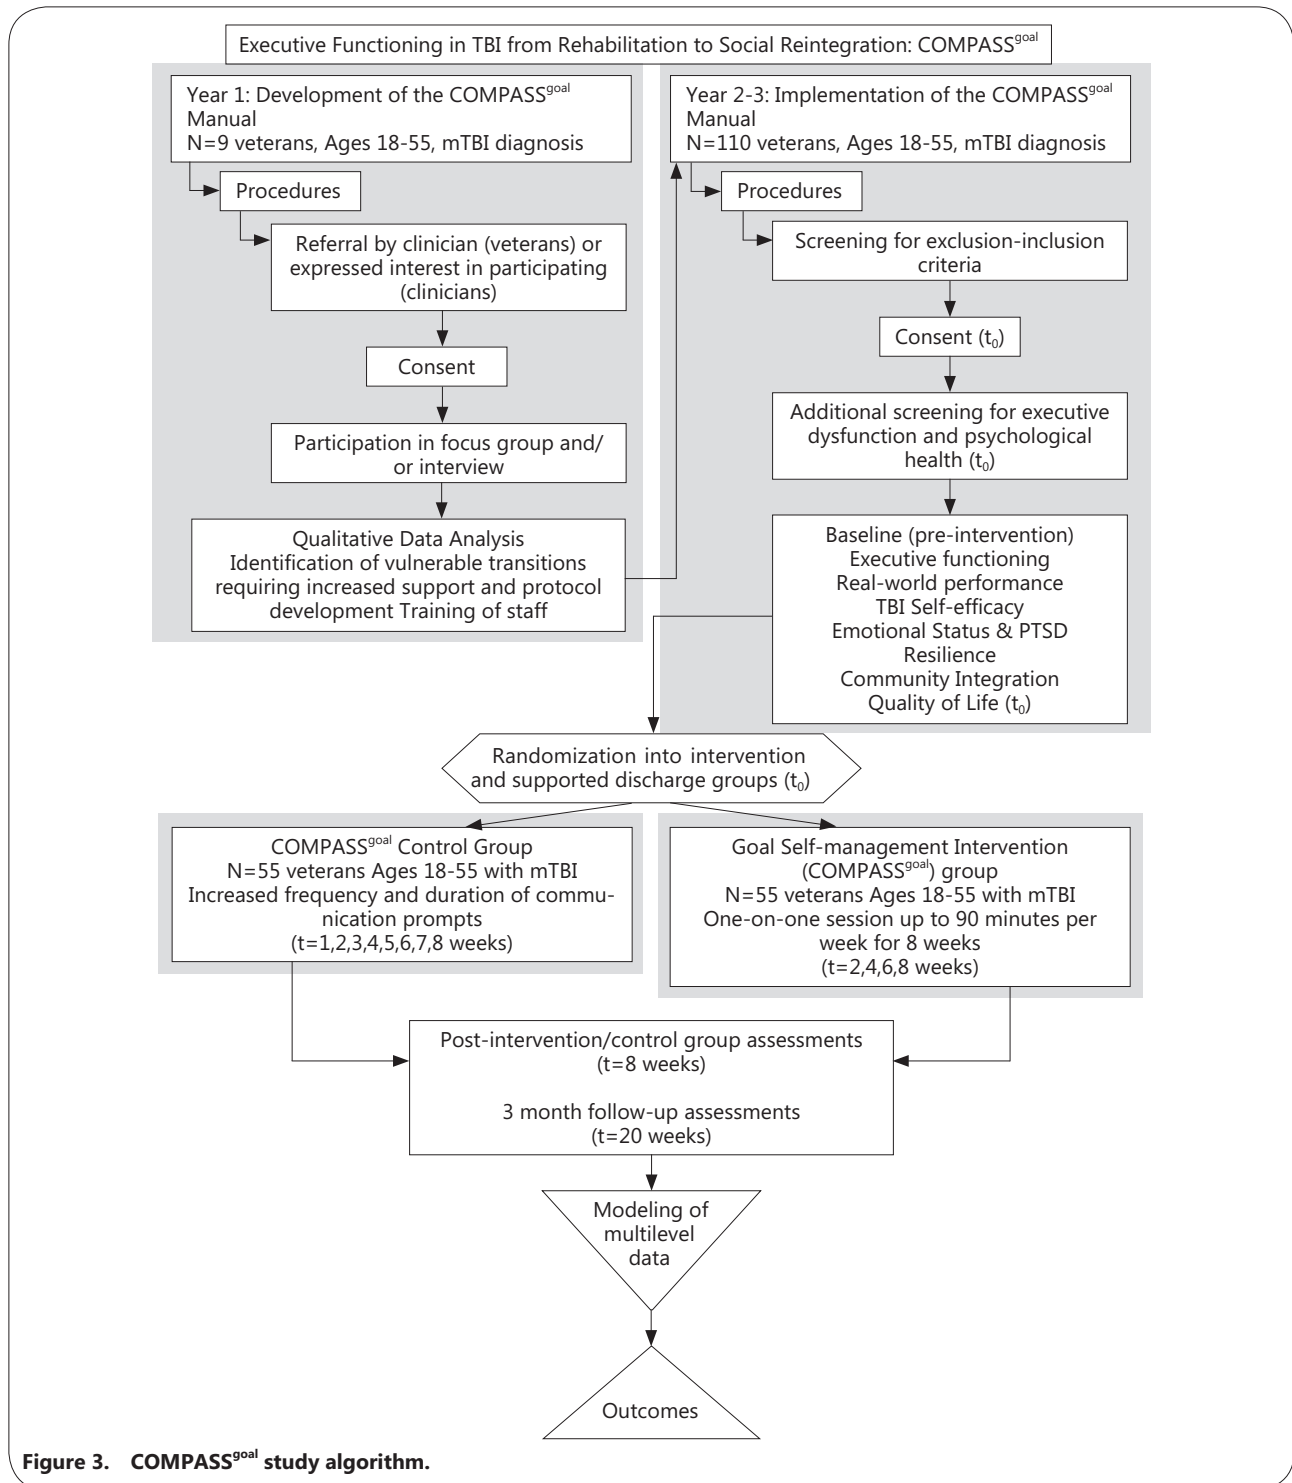 Executive Functioning in TBI from Rehabilitation to Social Reintegration: COMPASSgoal
Year 1: Development of the COMPASSgoal
Manual
N=9 veterans, Ages 18-55, mTBI diagnosis
Procedures
Referral by clinician (veterans) or
expressed interest in participating
(clinicians)
Consent
Participation in focus group and/
or interview
Qualitative Data Analysis
Identification of vulnerable transitions
requiring increased support and protocol
development Training of staff
Year 2-3: Implementation of the COMPASSgoal
Manual
N=110 veterans, Ages 18-55, mTBI diagnosis
Procedures
Screening for exclusion-inclusion
criteria
Consent (t0)
Additional screening for executive
dysfunction and psychological
health (t0)
Baseline (pre-intervention)
Executive functioning
Real-world performance
TBI Self-efficacy
Emotional Status & PTSD
Resilience
Community Integration
Quality of Life (t0)
Randomization into intervention
and supported discharge groups (t0)
COMPASSgoal Control Group
N=55 veterans Ages 18-55 with mTBI
Increased frequency and duration of commu-
nication prompts
(t=1,2,3,4,5,6,7,8 weeks)
Goal Self-management Intervention
(COMPASSgoal) group
N=55 veterans Ages 18-55 with mTBI
One-on-one session up to 90 minutes per
week for 8 weeks
(t=2,4,6,8 weeks)
Post-intervention/control group assessments
(t=8 weeks)
3 month follow-up assessments
(t=20 weeks)
Modeling of
multilevel
data
Outcomes
Figure 3. COMPASSgoal study algorithm.